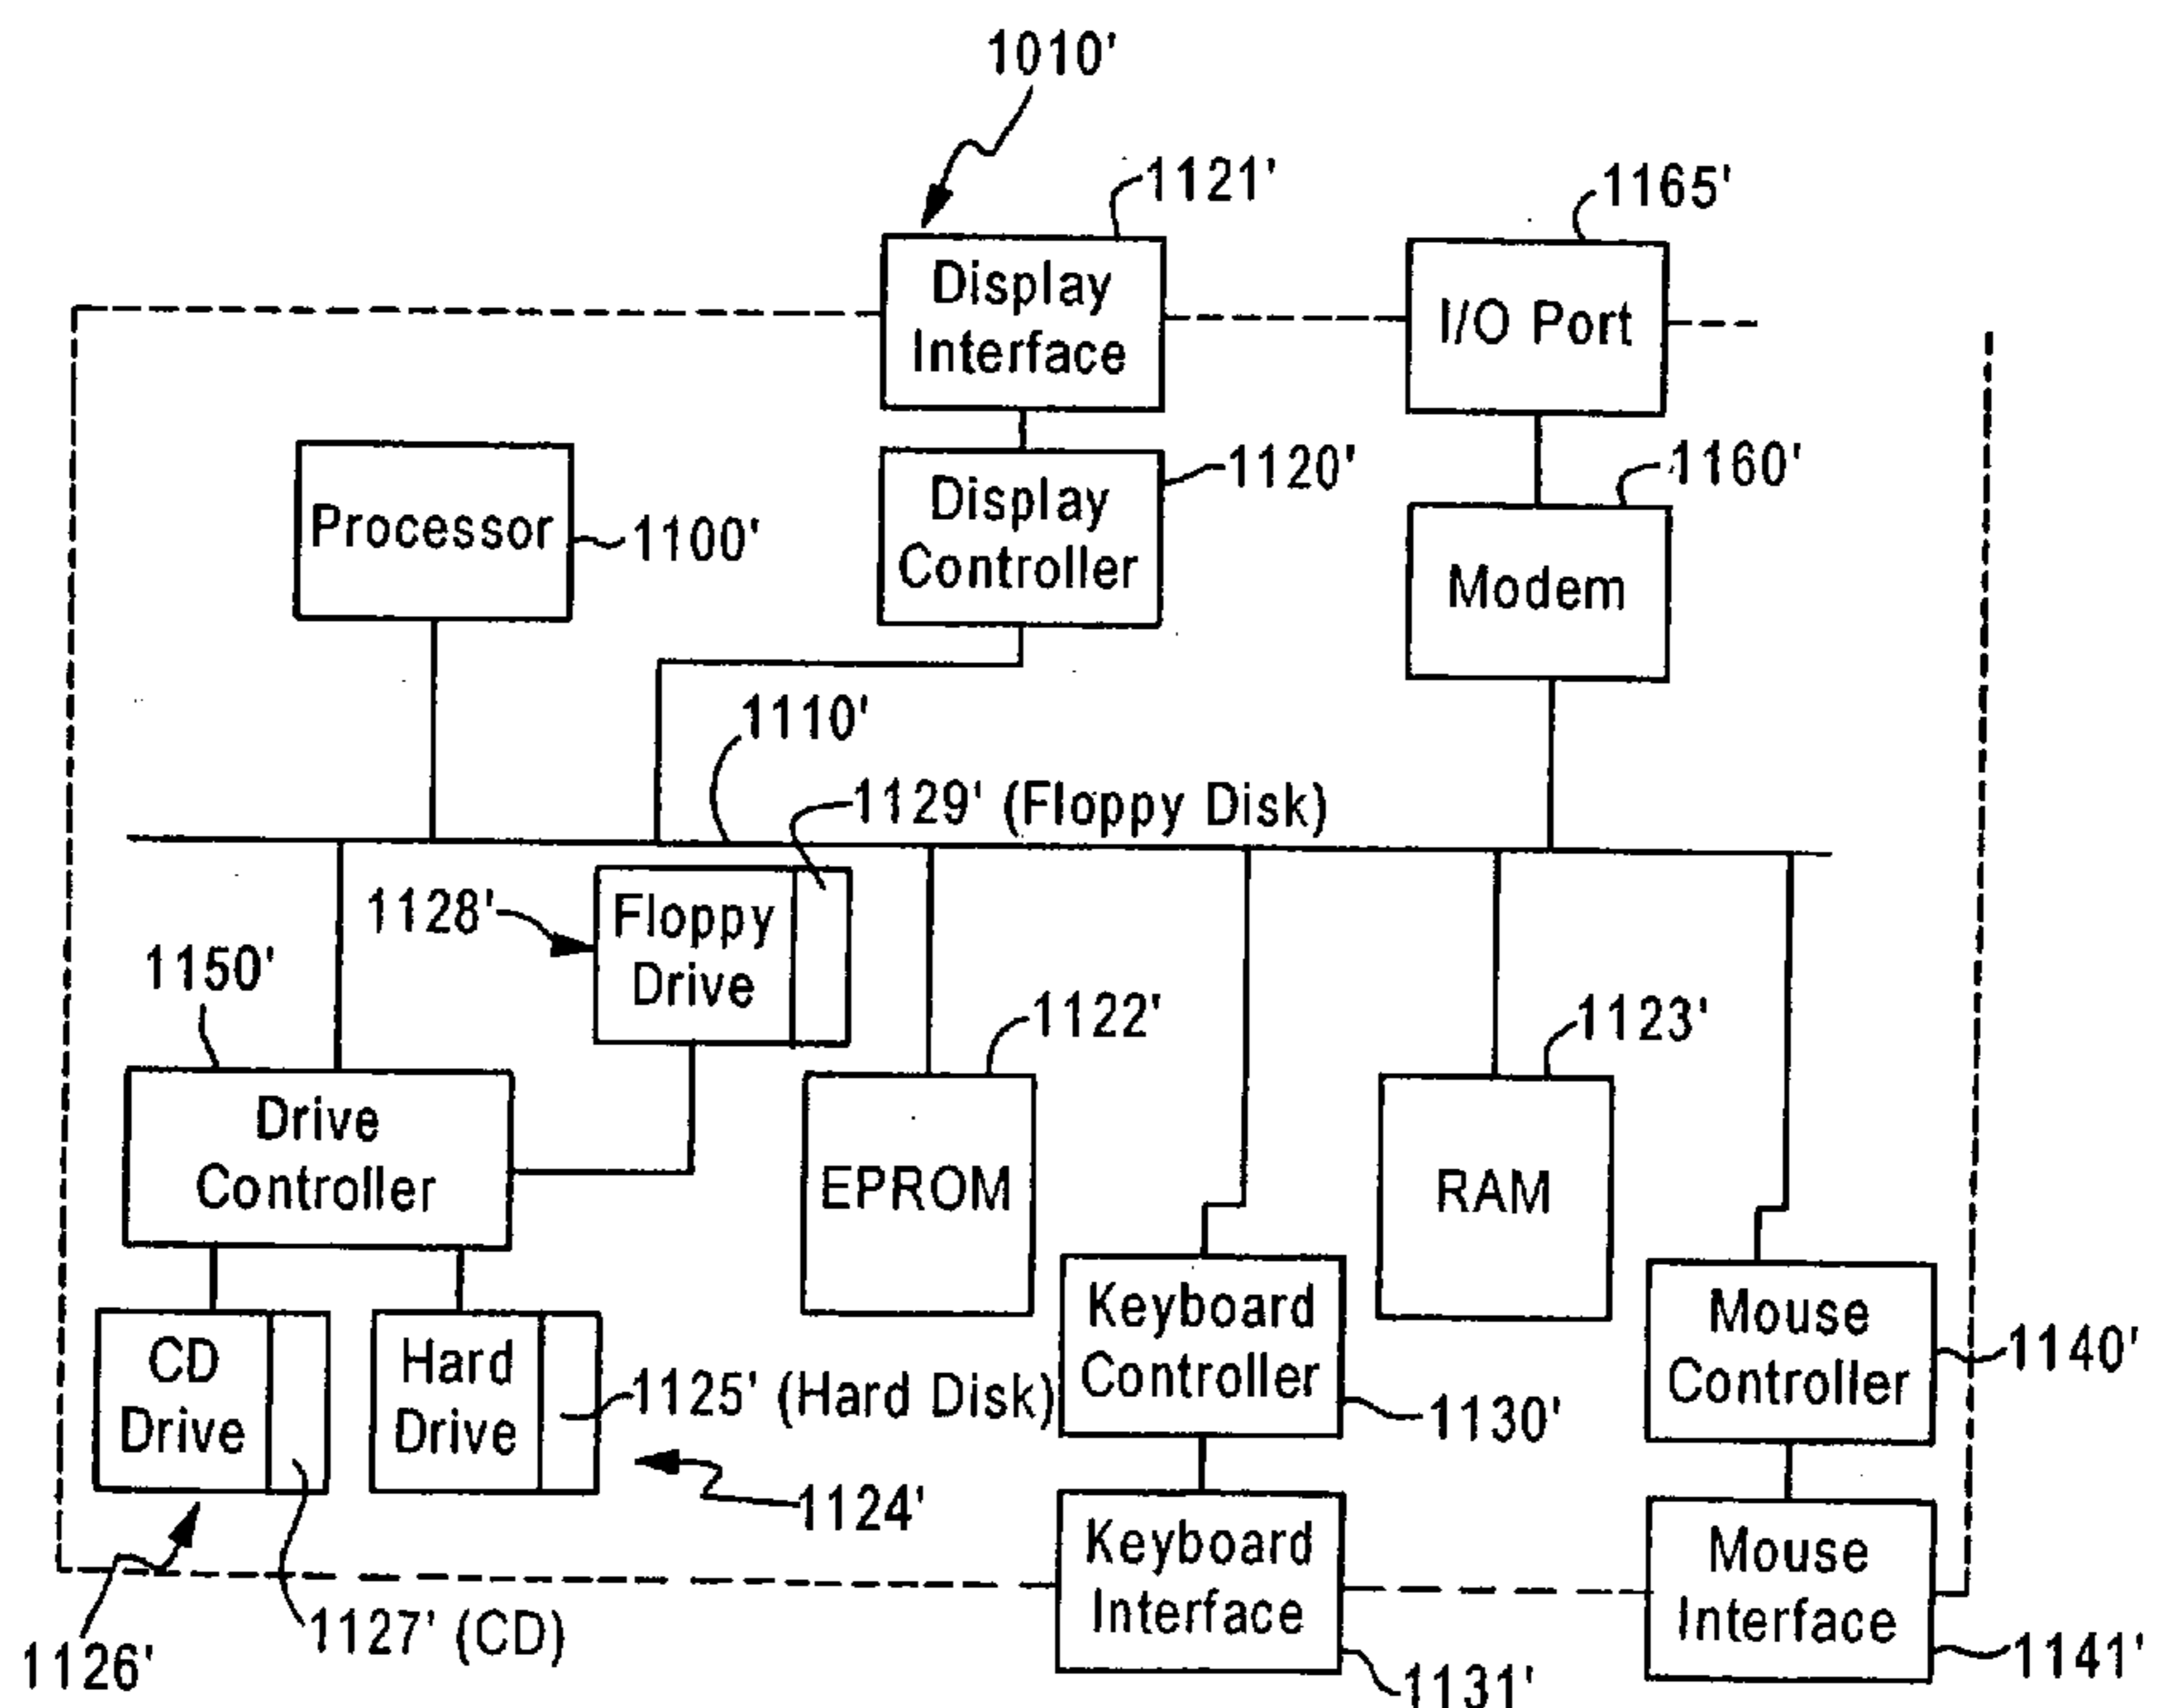 1010'
1121'
1165'
Display
Interface
I/O Port
1120'
1160'
Display
Controller
Processor
1100'
Modem
1110'
1129' (Floppy Disk)
1128'
Floppy
Drive
1150'
1122'
1123'
Drive
Controller
EPROM
RAM
Keyboard
Controller
Mouse
Controller
1140'
CD
Drive
Hard
Drive
1125' (Hard Disk)
1130'
1124'
Keyboard
Interface
Mouse
Interface
1127' (CD)
1126'
1131'
1141'